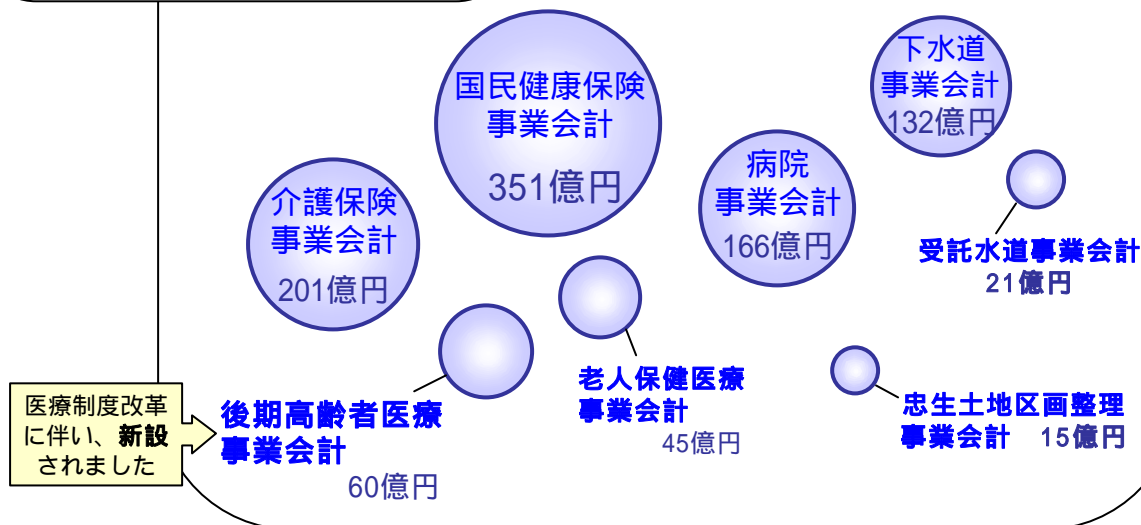 国民健康保険
事業会計
351億円
下水道
事業会計
132億円
介護保険
事業会計
201億円
病院
事業会計
166億円
受託水道事業会計
21億円
老人保健医療
事業会計
45億円
忠生土地区画整理
事業会計 15億円
医療制度改革
に伴い、新設
されました
後期高齢者医療
事業会計
60億円